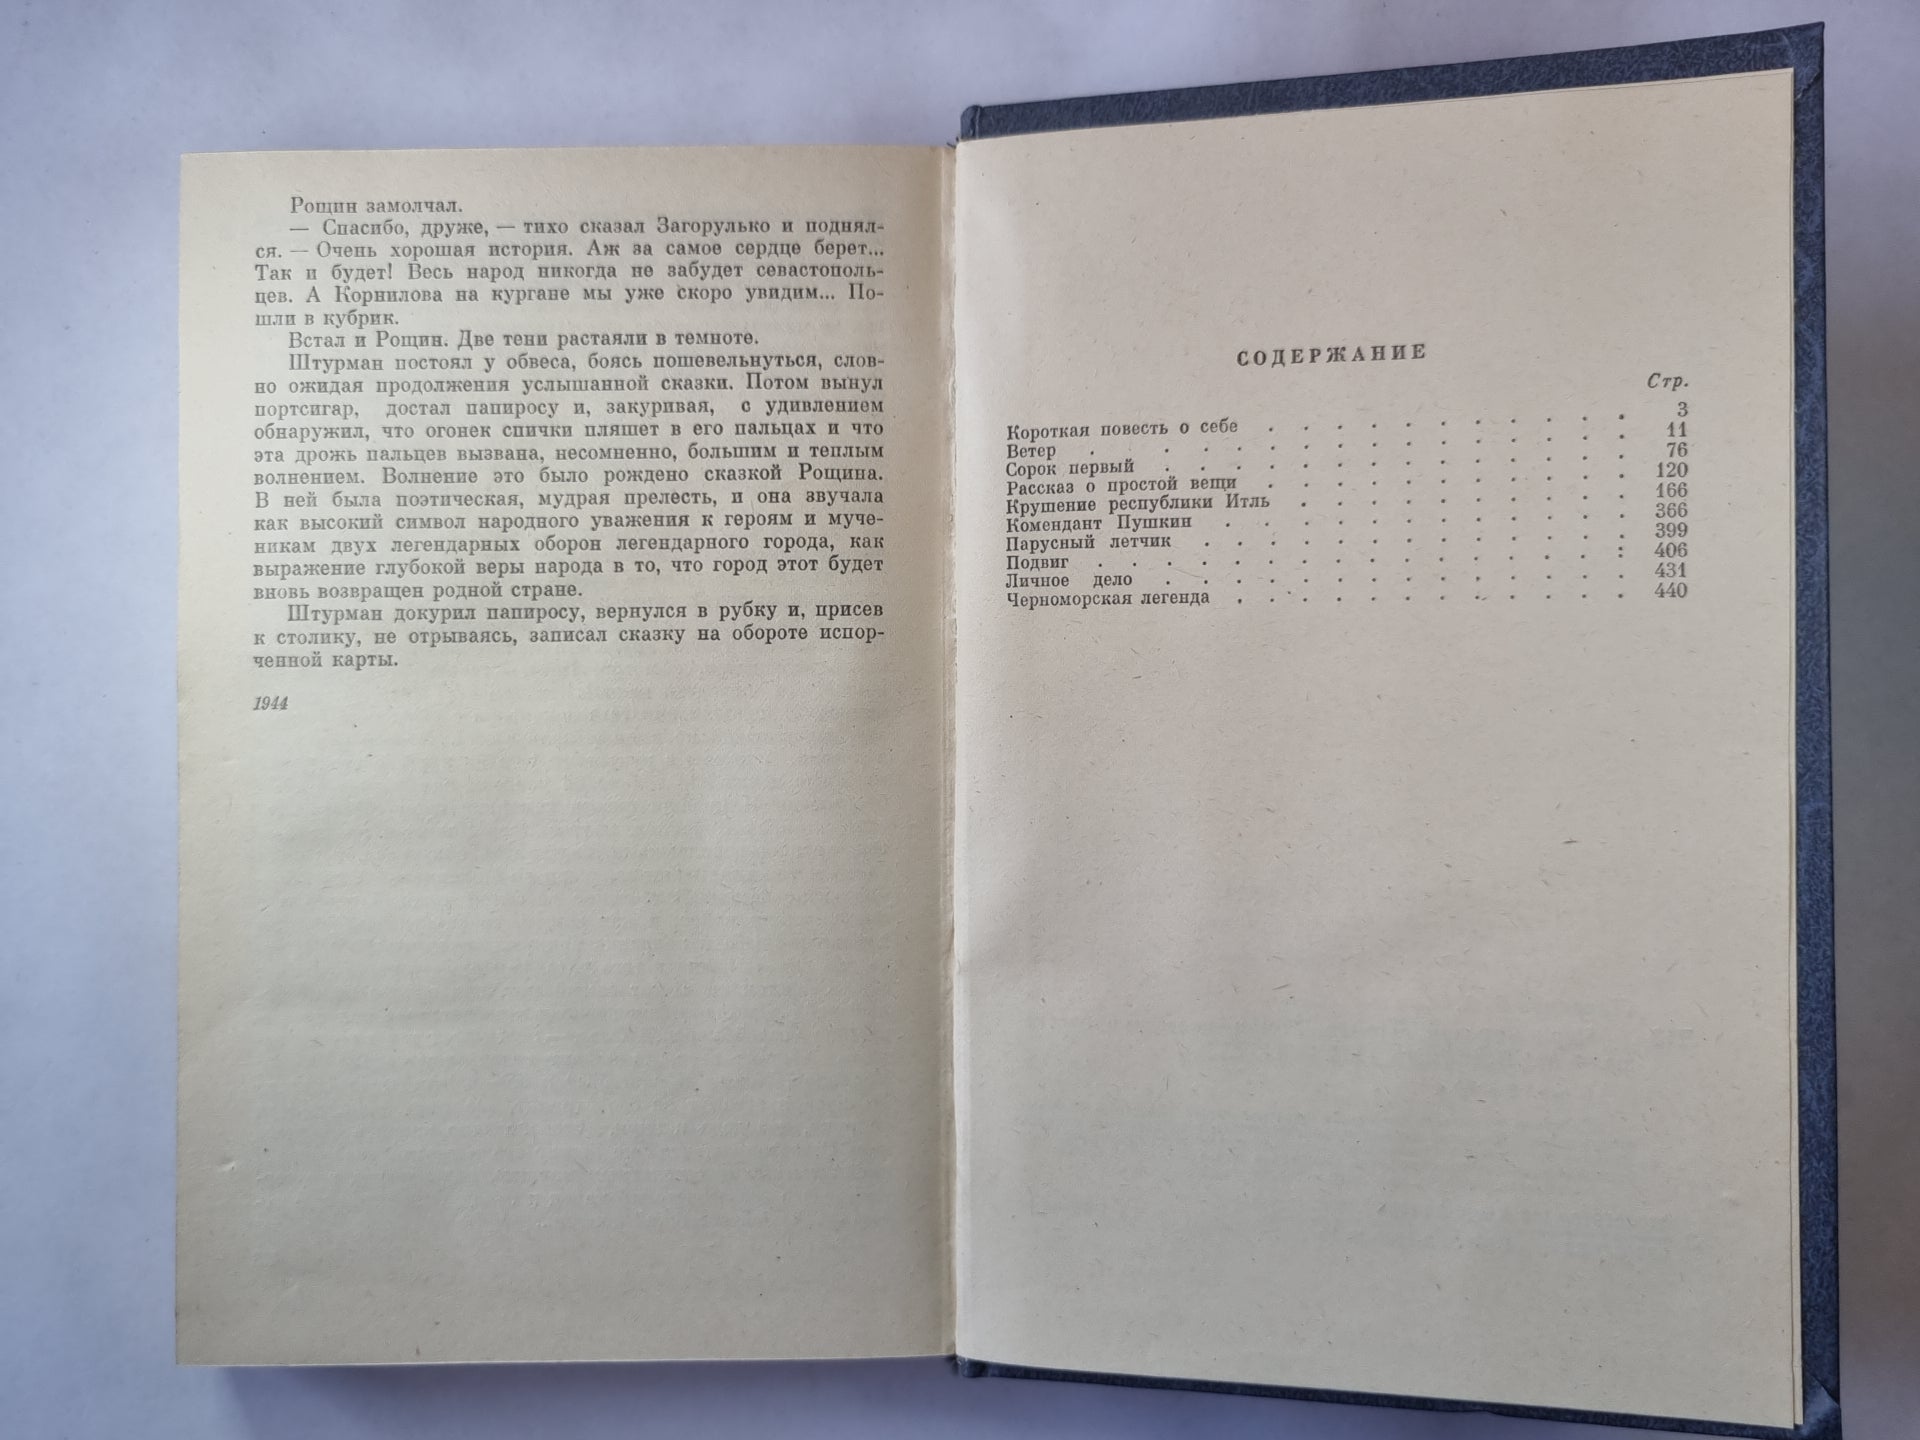 Рощин замолчал.
— Спасибо, друже, — тихо сказал Загорулько и поднял-
ся. — Очень хорошая история. Аж за самое сердце берет...
Так и будет! Весь народ никогда не забудет севастополь-
цев. А Корнилова на кургане мы уже скоро увидим... По-
шли в кубрик.
Встал и Рощин. Две тени растаяли в темноте.
Штурман постоял у обвеса, боясь пошевельнуться, слов-
но ожидая продолжения услышанной сказки. Потом вынул
портсигар, достал папиросу и, закуривая, с удивлением
обнаружил, что огонек спички пляшет в его пальцах и что
эта дрожь пальцев вызвана, несомненно, большим и теплым
волнением. Волнение это было рождено сказкой Рощина.
В ней была поэтическая, мудрая прелесть, и она звучала
как высокий символ народного уважения к героям и муче-
никам двух легендарных оборон легендарного города, как
выражение глубокой веры народа в то, что город этот будет
вновь возвращен родной стране.
Штурман докурил папиросу, вернулся в рубку и, присев
к столику, не отрываясь, записал сказку на обороте испор-
ченной карты.
1944
СОДЕРЖАНИЕ
Стр.
Короткая повесть о себе . . . . . . . . . . . 3
Ветер . . . . . . . . . . . . . . . 11
Сорок первый . . . . . . . . . . . . . . 76
Рассказ о простой вещи . . . . . . . . . . . 120
Крушение республики Итль . . . . . . . . . . 166
Комендант Пушкин . . . . . . . . . . . . 366
Парусный летчик . . . . . . . . . . . . . 399
Подвиг . . . . . . . . . . . . . . . : 406
Личное дело . . . . . . . . . . . . . . 431
Черноморская легенда . . . . . . . . . . . . 440